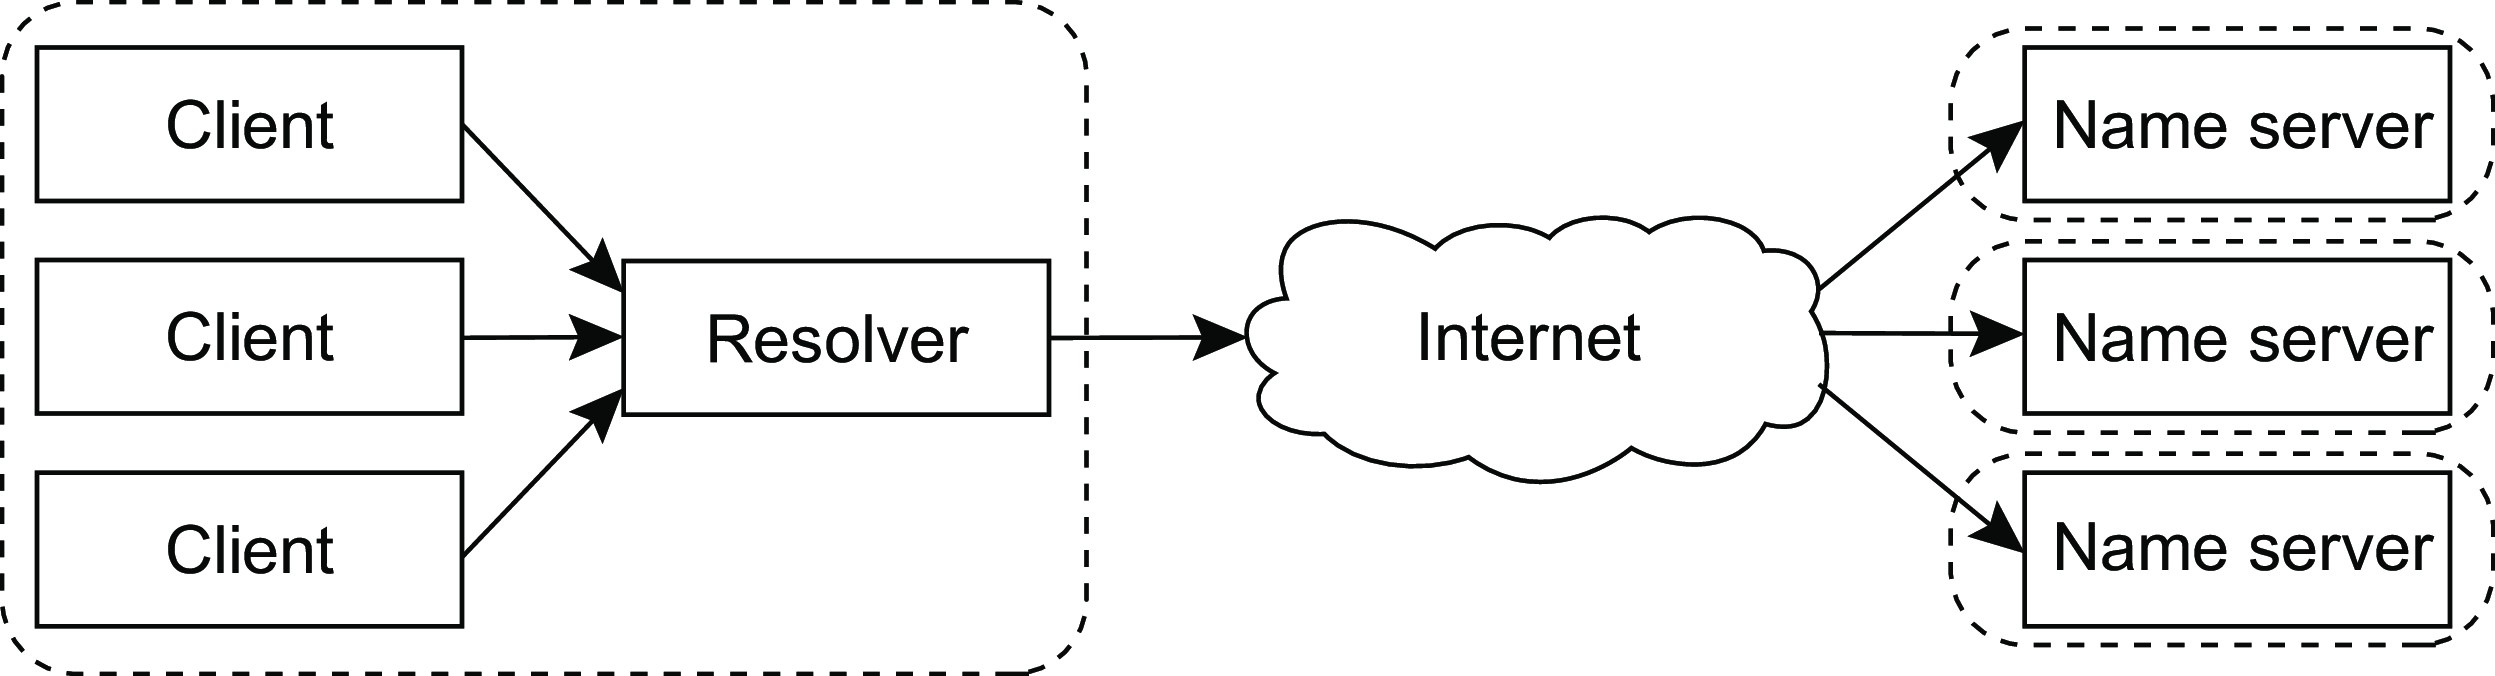 Client
Client
Client
Resolver
Internet
Name server
Name server
Name server